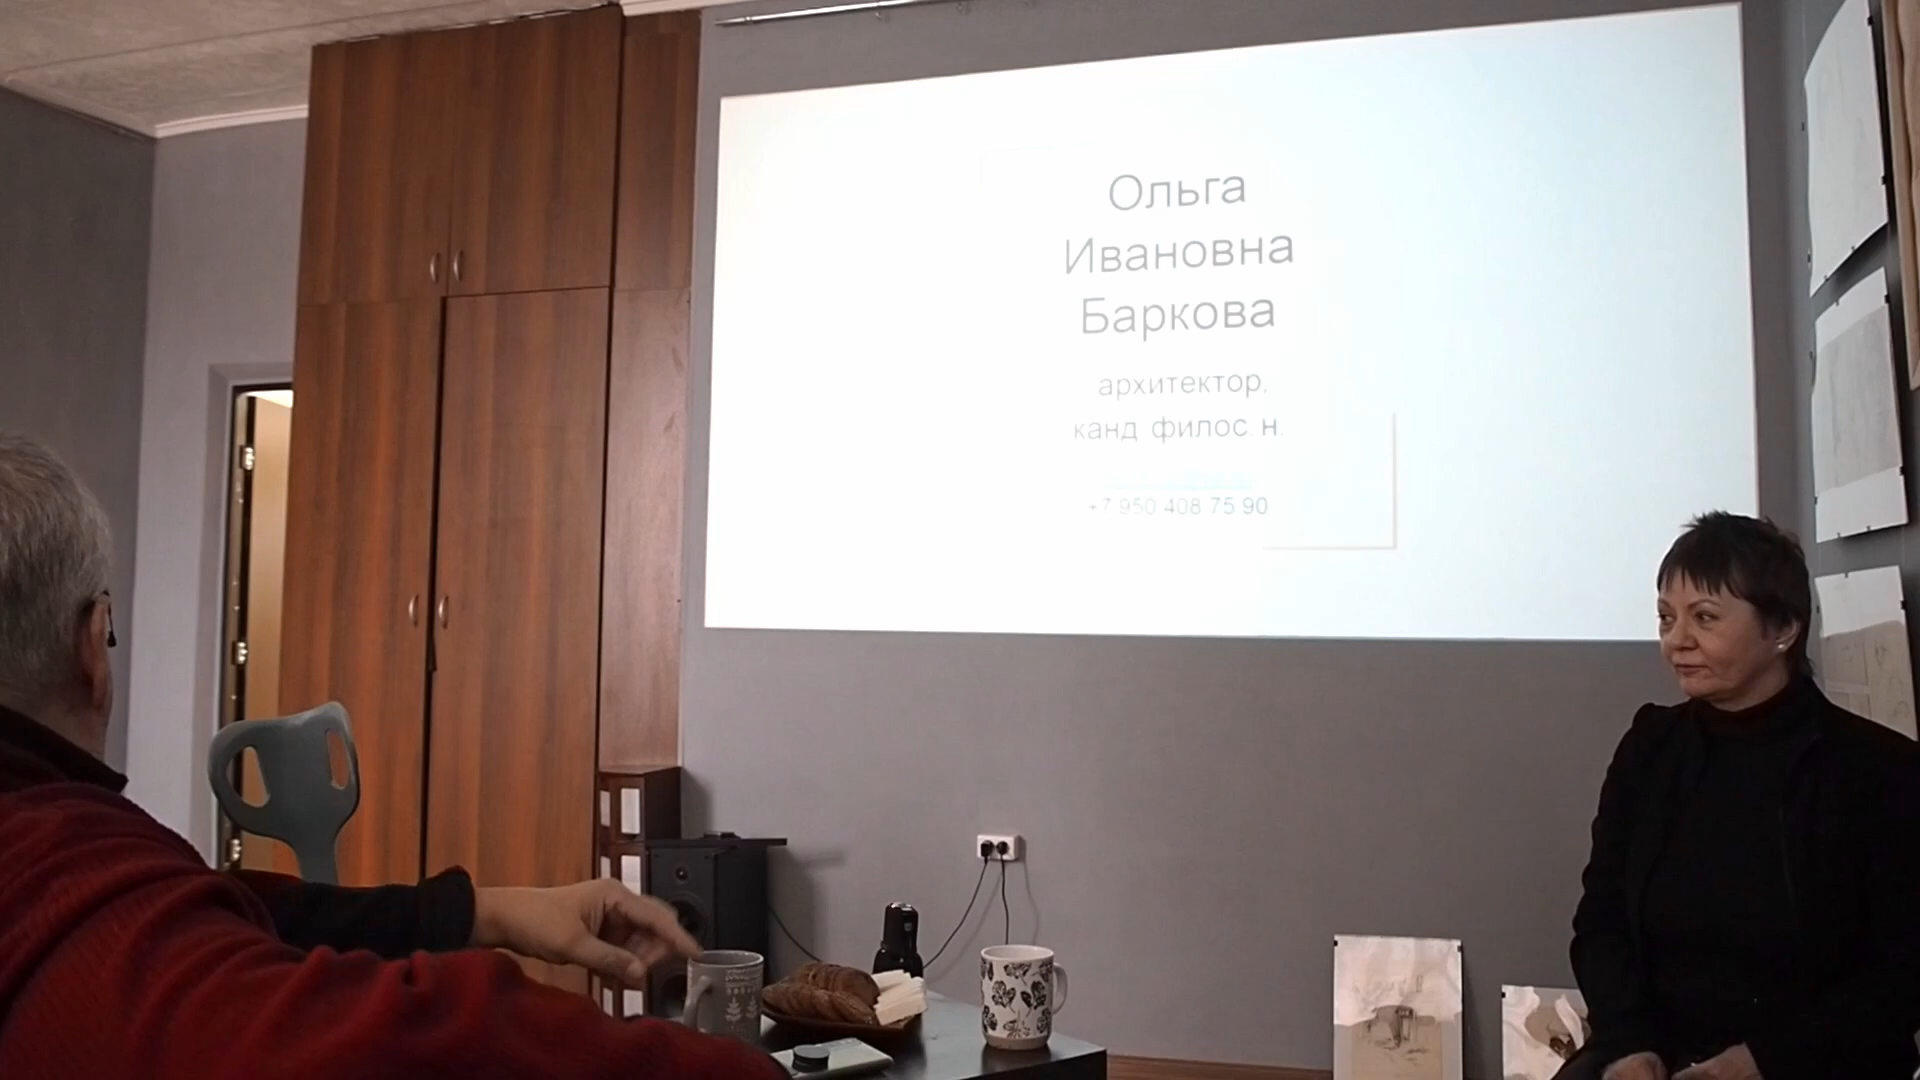 Ольга
Ивановна
Баркова
архитектор,
канд. филос. н.
+7 950 408 75 90